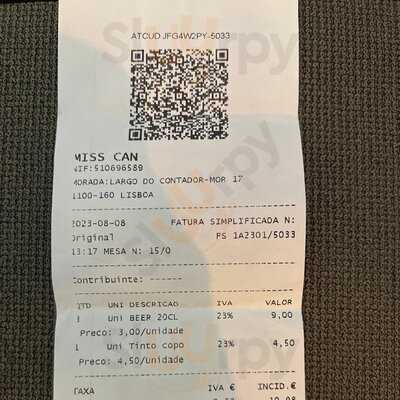 ATCUD JFG4W2PY-5033
MISS CAN
NIF:510696589
MORADA:LARGO DO CONTADOR-MOR 17
1100-160 LISBOA
2023-08-08 FATURA SIMPLIFICADA N:
Original FS 1A2301/5033
13:17 MESA N: 15/0
Contribuinte:
QTD UNI DESCRICAO IVA VALOR
Uni BEER 20CL 23% 9,00
Preco: 3,00/Unidade
1 Uni Tinto copo 23% 4,50
Preco: 4,50/Unidade
TAXA IVA € INCID.€
Sluurpy